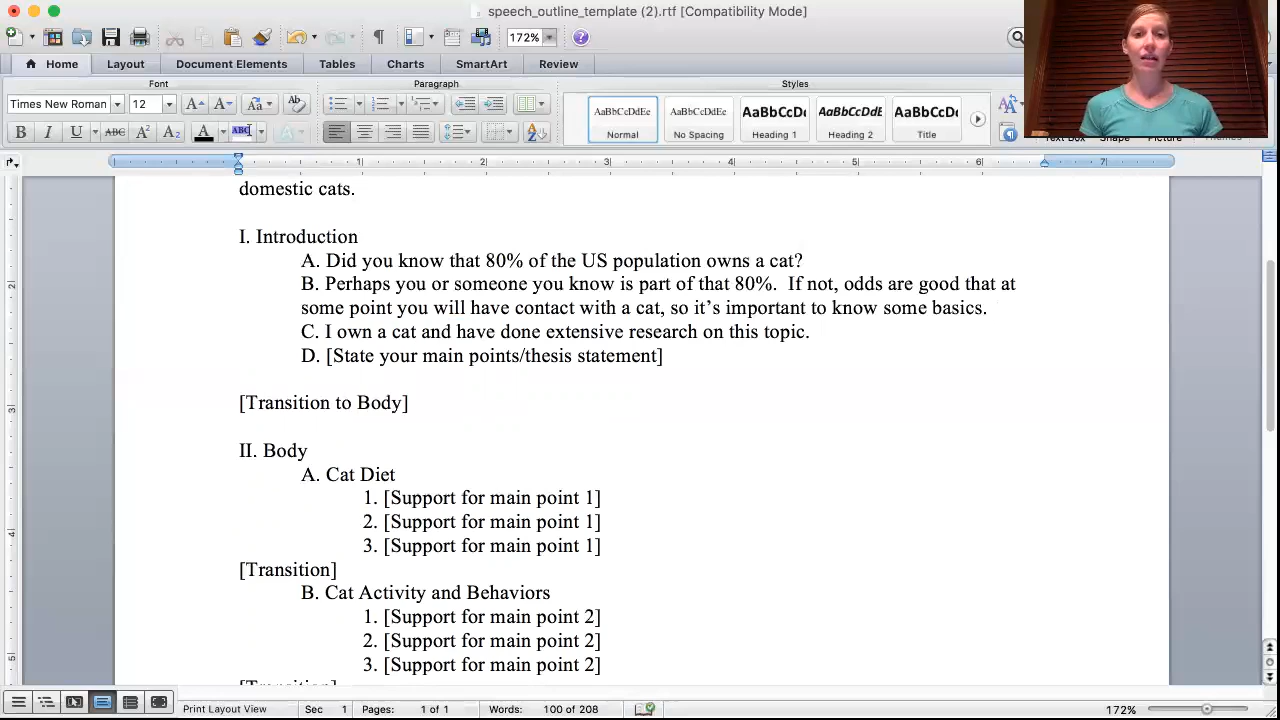 speech_outline_template (2).rtf [Compatibility Mode]
172%
Home Layout Document Elements Tables Charts SmartArt Review
Font Paragraph Styles
Times New Roman 12
AaBbCcDdEe AaBbCcDdEe AaBbCcDc AaBbCcDdE AaBbCcDc
Normal No Spacing Heading 1 Heading 2 Title
domestic cats.
I. Introduction
A. Did you know that 80% of the US population owns a cat?
B. Perhaps you or someone you know is part of that 80%. If not, odds are good that at
some point you will have contact with a cat, so it’s important to know some basics.
C. I own a cat and have done extensive research on this topic.
D. [State your main points/thesis statement]
[Transition to Body]
II. Body
A. Cat Diet
1. [Support for main point 1]
2. [Support for main point 1]
3. [Support for main point 1]
[Transition]
B. Cat Activity and Behaviors
1. [Support for main point 2]
2. [Support for main point 2]
3. [Support for main point 2]
[Transition]
Print Layout View Sec 1 Pages: 1 of 1 Words: 100 of 208 172%